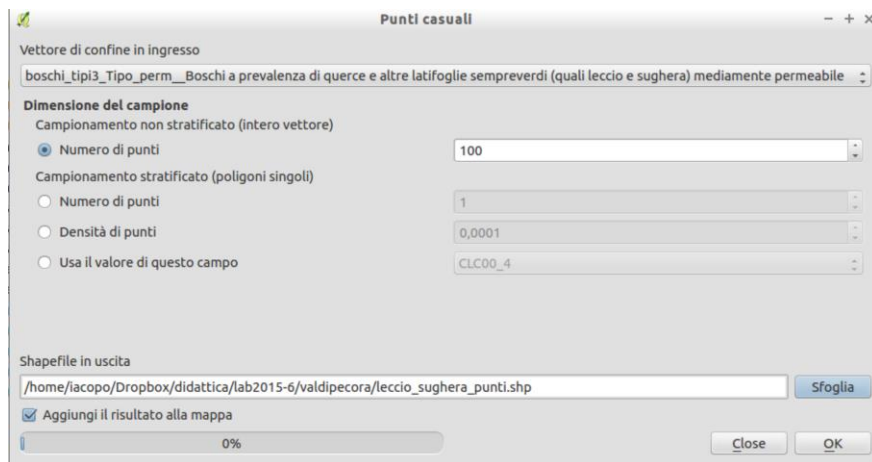 Punti casuali
Vettore di confine in ingresso
boschi_tipi3_Tipo_perm__Boschi a prevalenza di querce e altre latifoglie sempreverdi (quali leccio e sughera) mediamente permeabile
Dimensione del campione
Campionamento non stratificato (intero vettore)
Numero di punti 100
Campionamento stratificato (poligoni singoli)
Numero di punti 1
Densità di punti 0,0001
Usa il valore di questo campo CLC00_4
Shapefile in uscita
/home/iacopo/Dropbox/didattica/lab2015-6/valdipecora/leccio_sughera_punti.shp Sfoglia
Aggiungi il risultato alla mappa
0% Close OK